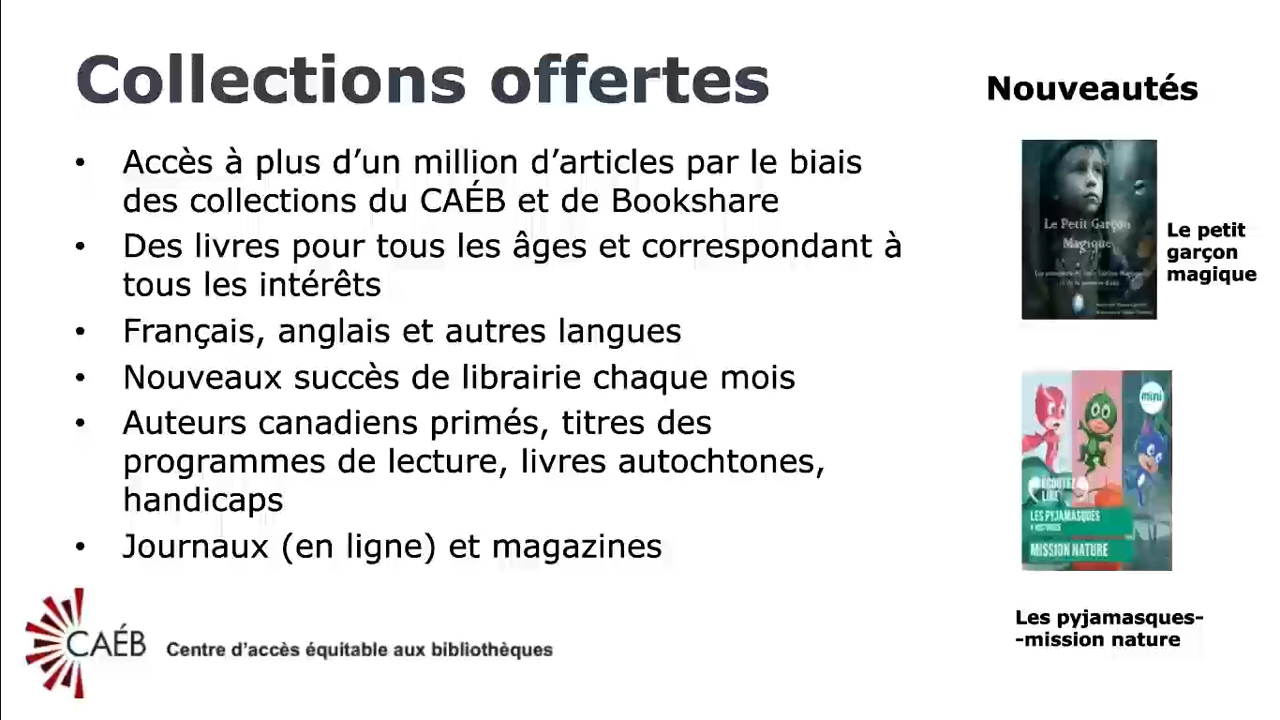 Collections offertes
• Accès à plus d’un million d’articles par le biais
des collections du CAÉB et de Bookshare
• Des livres pour tous les âges et correspondant à
tous les intérêts
• Français, anglais et autres langues
• Nouveaux succès de librairie chaque mois
• Auteurs canadiens primés, titres des
programmes de lecture, livres autochtones,
handicaps
• Journaux (en ligne) et magazines
CAÉB Centre d’accès équitable aux bibliothèques
Nouveautés
Le Petit Garçon
Magique
Le petit
garçon
magique
mini
ÉCOUTEZ
LIRE
LES PYJAMASQUES
MISSION NATURE
Les pyjamasques-
-mission nature